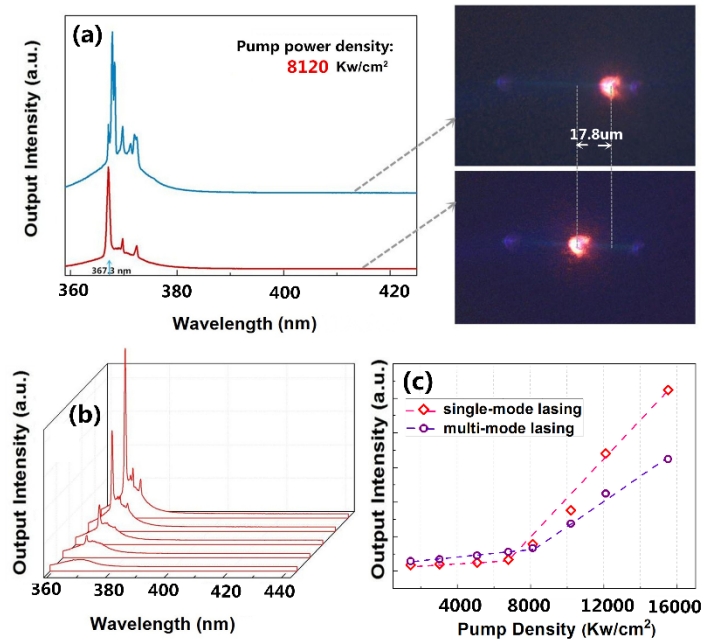 (a)
Pump power density:
8120 Kw/cm²
Output Intensity (a.u.)
367.3 nm
360 380 400 420
Wavelength (nm)
17.8um
(b)
Output Intensity (a.u.)
360 380 400 420 440
Wavelength (nm)
(c)
single-mode lasing
multi-mode lasing
Output Intensity (a.u.)
4000 8000 12000 16000
Pump Density (Kw/cm²)